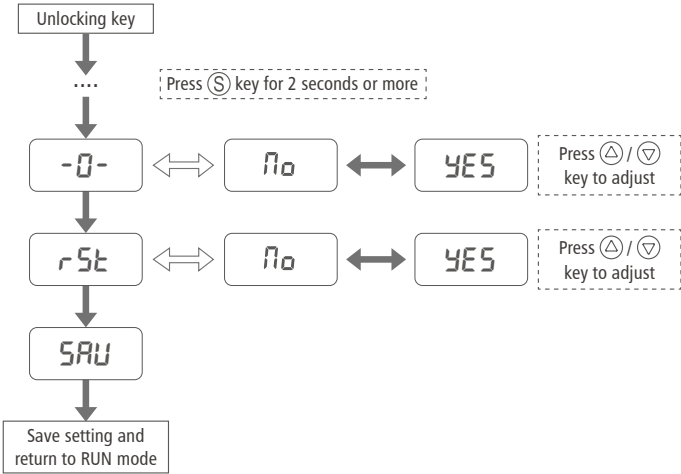 Unlocking key
....
Press Ⓢ key for 2 seconds or more
-0-
No
YES
Press △ / ▽
key to adjust
rSt
No
YES
Press △ / ▽
key to adjust
SAV
Save setting and
return to RUN mode